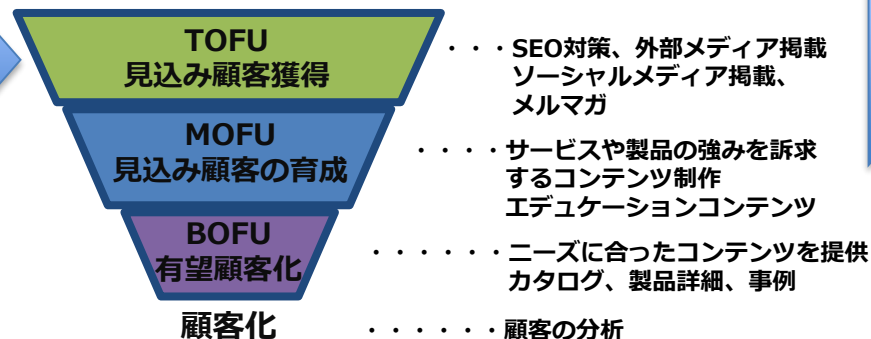 TOFU
見込み顧客獲得
・・・SEO対策、外部メディア掲載
ソーシャルメディア掲載、
メルマガ
MOFU
見込み顧客の育成
・・・・サービスや製品の強みを訴求
するコンテンツ制作
エデュケーションコンテンツ
BOFU
有望顧客化
・・・・・・ニーズに合ったコンテンツを提供
カタログ、製品詳細、事例
顧客化
・・・・・・顧客の分析